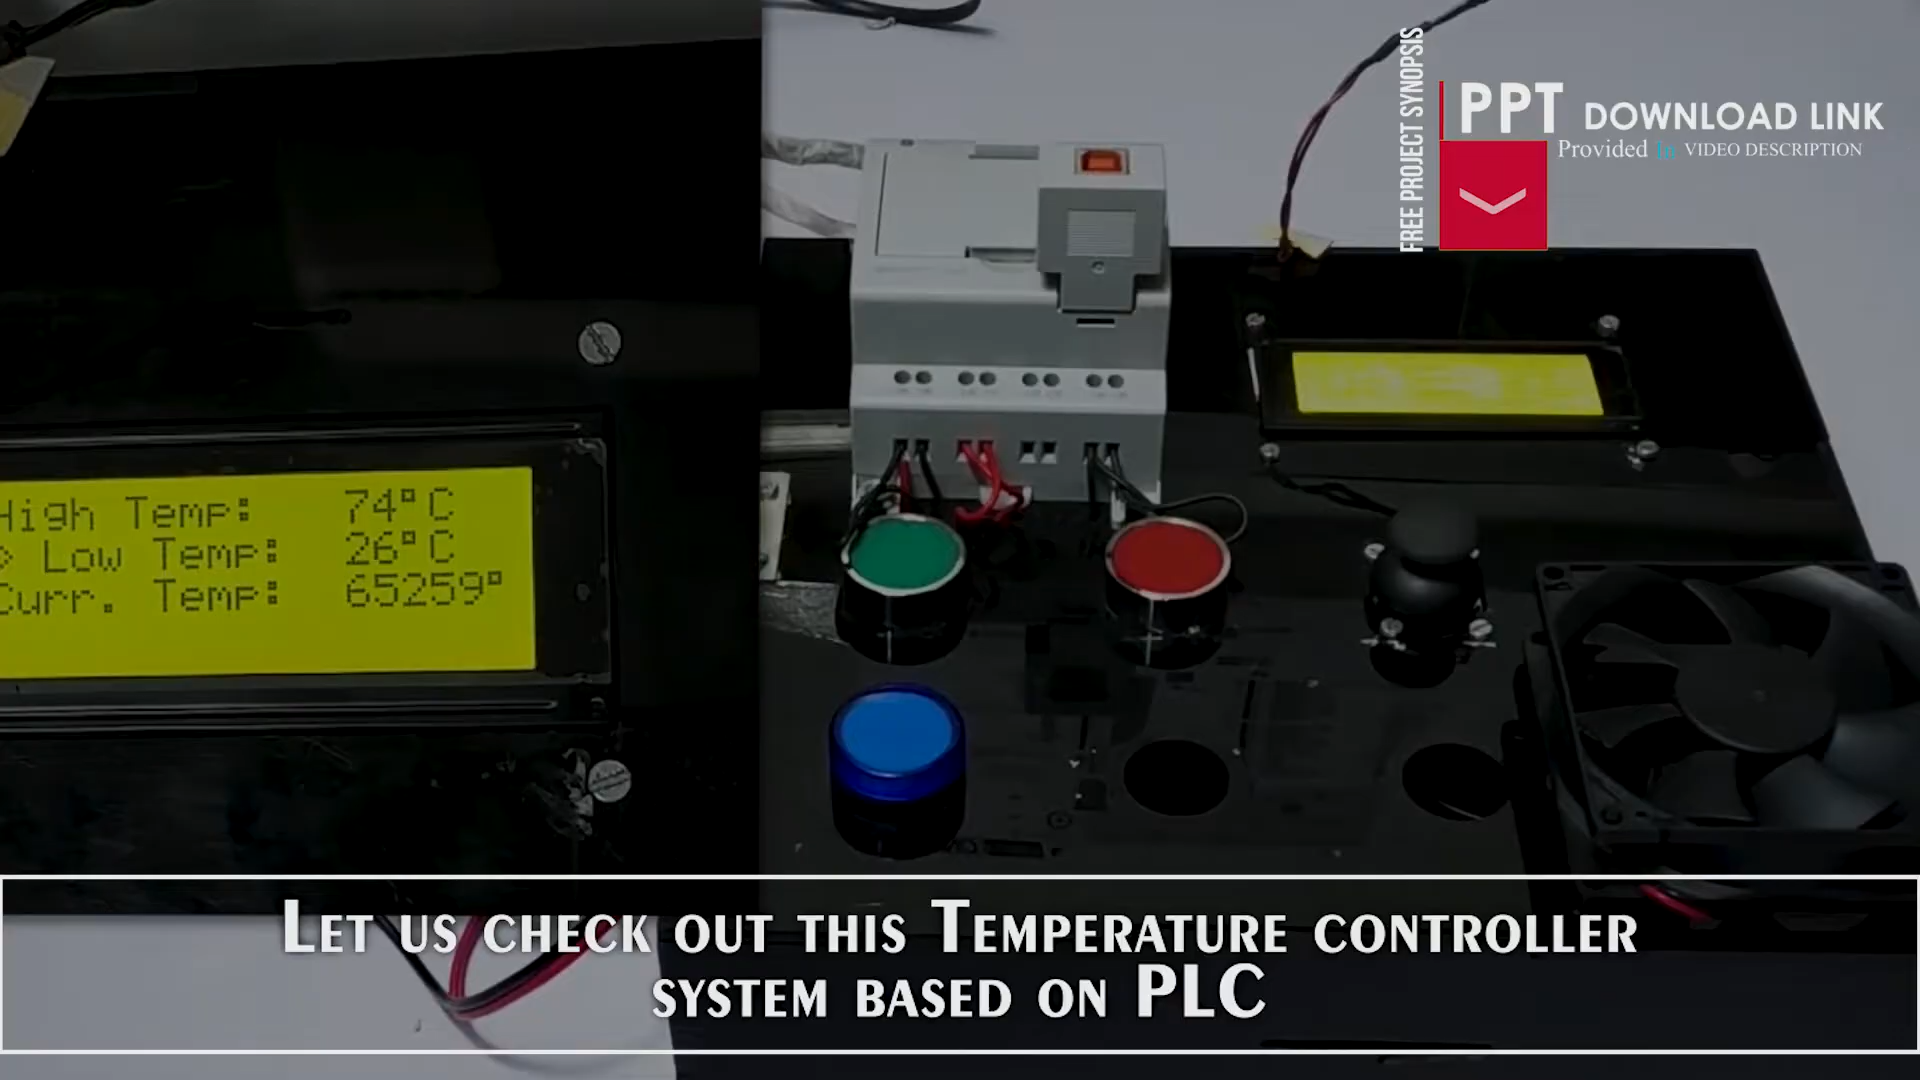 FREE PROJECT SYNOPSIS
PPT DOWNLOAD LINK
Provided In VIDEO DESCRIPTION
High Temp: 74°C
> Low Temp: 26°C
Curr. Temp: 65259°
LET US CHECK OUT THIS TEMPERATURE CONTROLLER
SYSTEM BASED ON PLC